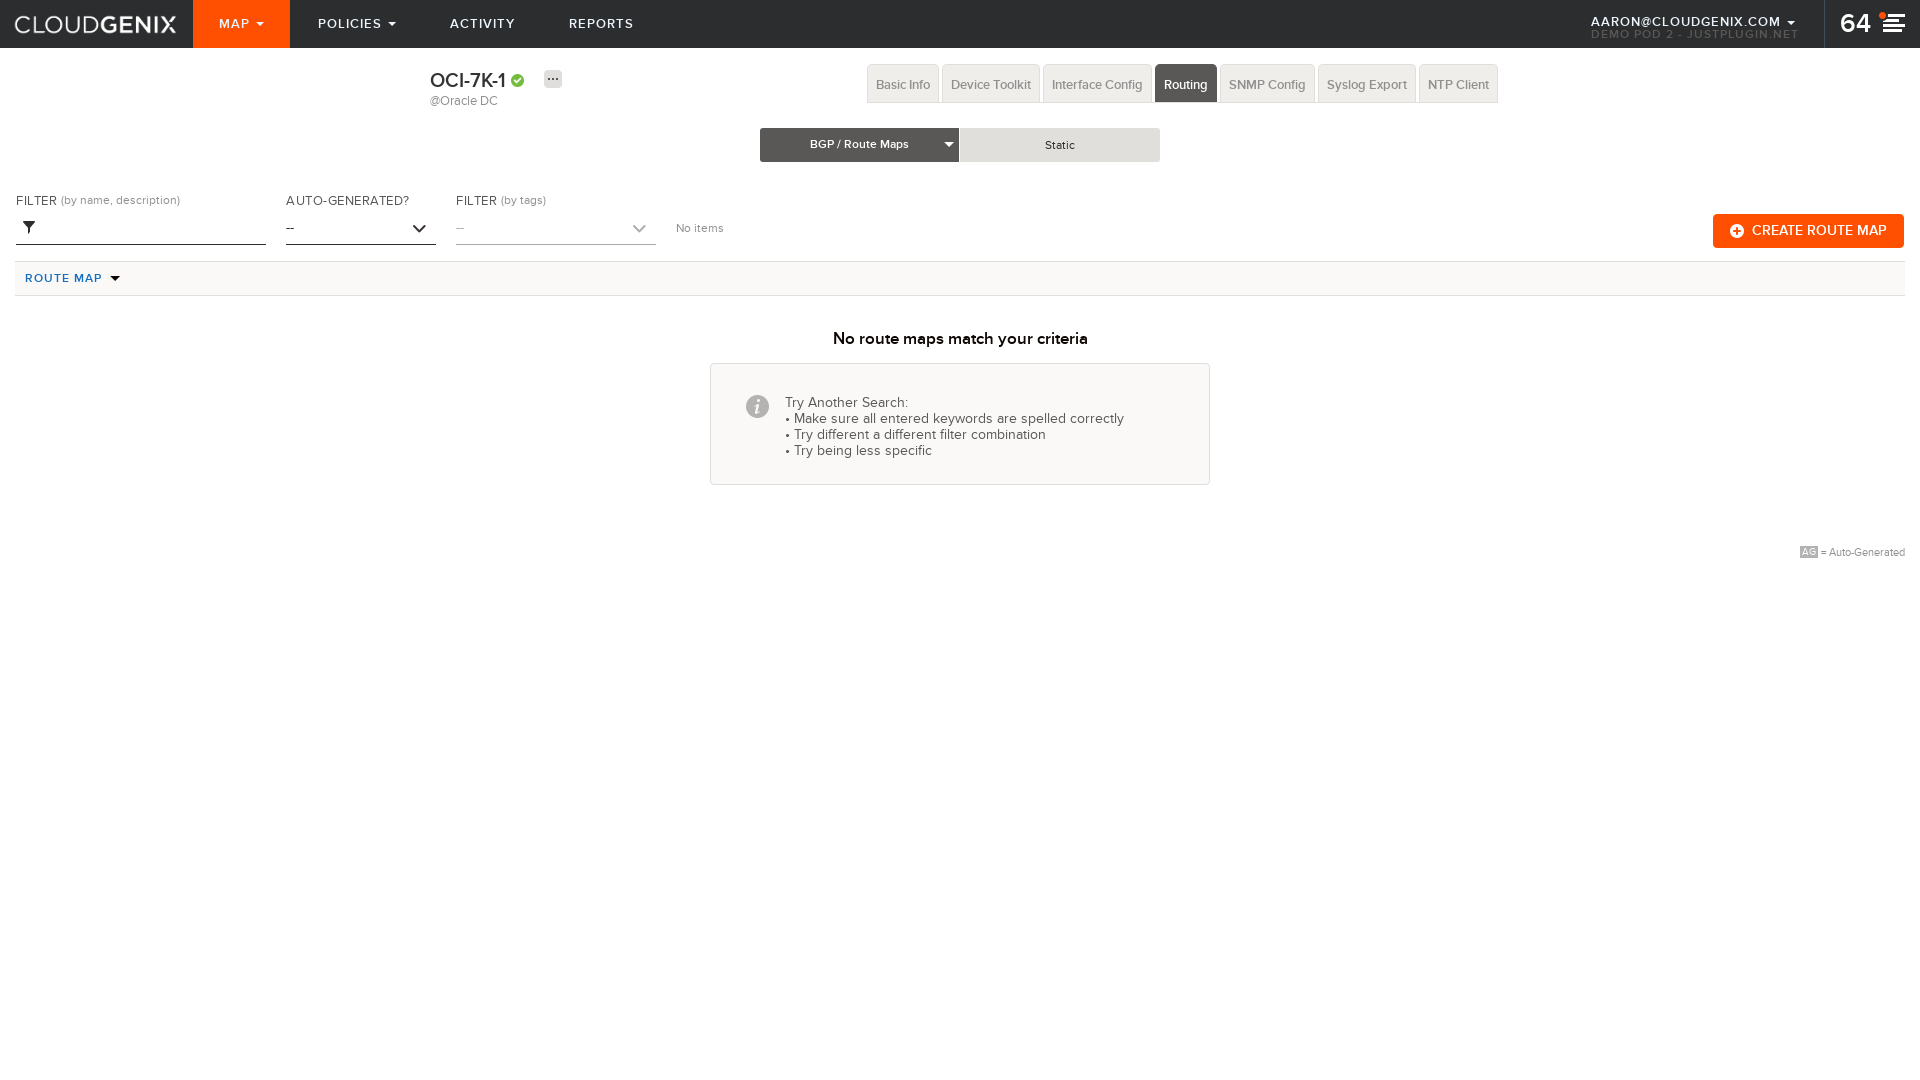 CLOUDGENIX
MAP
POLICIES
ACTIVITY
REPORTS
AARON@CLOUDGENIX.COM
DEMO POD 2 - JUSTPLUGIN.NET
64
OCI-7K-1
@Oracle DC
Basic Info
Device Toolkit
Interface Config
Routing
SNMP Config
Syslog Export
NTP Client
BGP / Route Maps
Static
FILTER (by name, description)
AUTO-GENERATED?
FILTER (by tags)
--
--
No items
CREATE ROUTE MAP
ROUTE MAP
No route maps match your criteria
Try Another Search:
• Make sure all entered keywords are spelled correctly
• Try different a different filter combination
• Try being less specific
AG = Auto-Generated